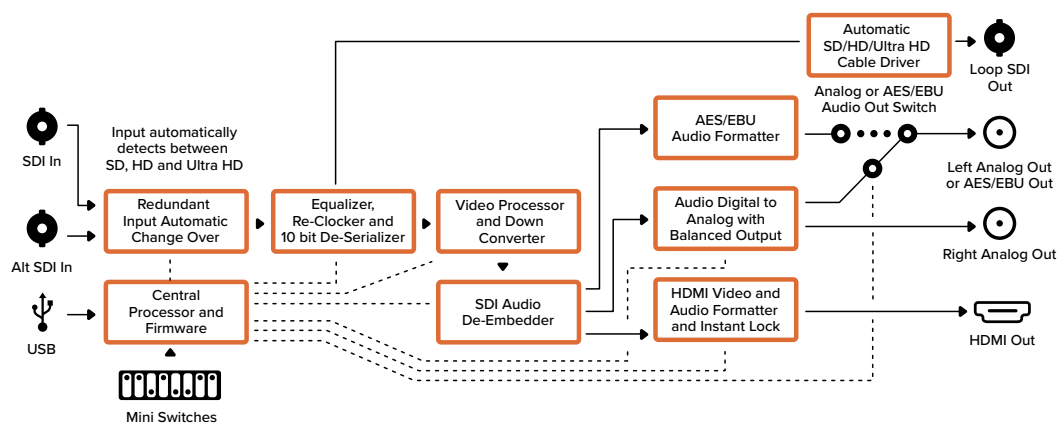 Automatic
SD/HD/Ultra HD
Cable Driver
Loop SDI
Out
Analog or AES/EBU
Audio Out Switch
AES/EBU
Audio Formatter
Input automatically
detects between
SD, HD and Ultra HD
SDI In
Left Analog Out
or AES/EBU Out
Redundant
Input Automatic
Change Over
Equalizer,
Re-Clocker and
10 bit De-Serializer
Video Processor
and Down
Converter
Audio Digital to
Analog with
Balanced Output
Alt SDI In
Right Analog Out
Central
Processor and
Firmware
SDI Audio
De-Embedder
HDMI Video and
Audio Formatter
and Instant Lock
USB
HDMI Out
Mini Switches